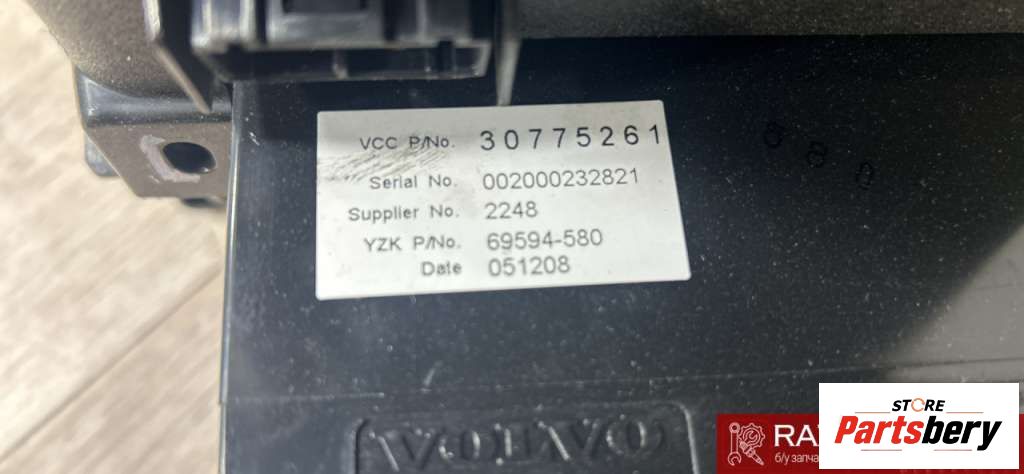 VCC P/No. 30775261
Serial No. 002000232821
Supplier No. 2248
YZK P/No. 69594-580
Date 051208
VOLVO
STORE
Partsbery
RA
б/у запча